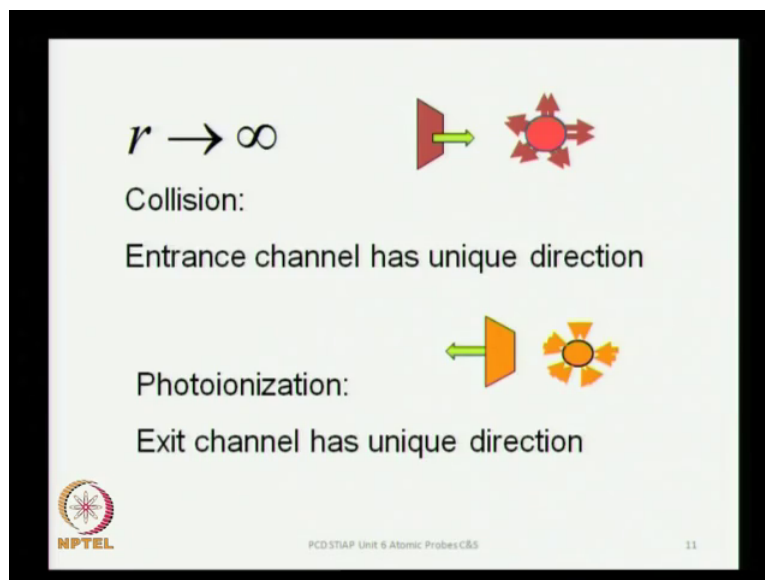 r → ∞
Collision:
Entrance channel has unique direction
Photoionization:
Exit channel has unique direction
NPTEL
PCD STiAP Unit 6 Atomic Probes C&S
11